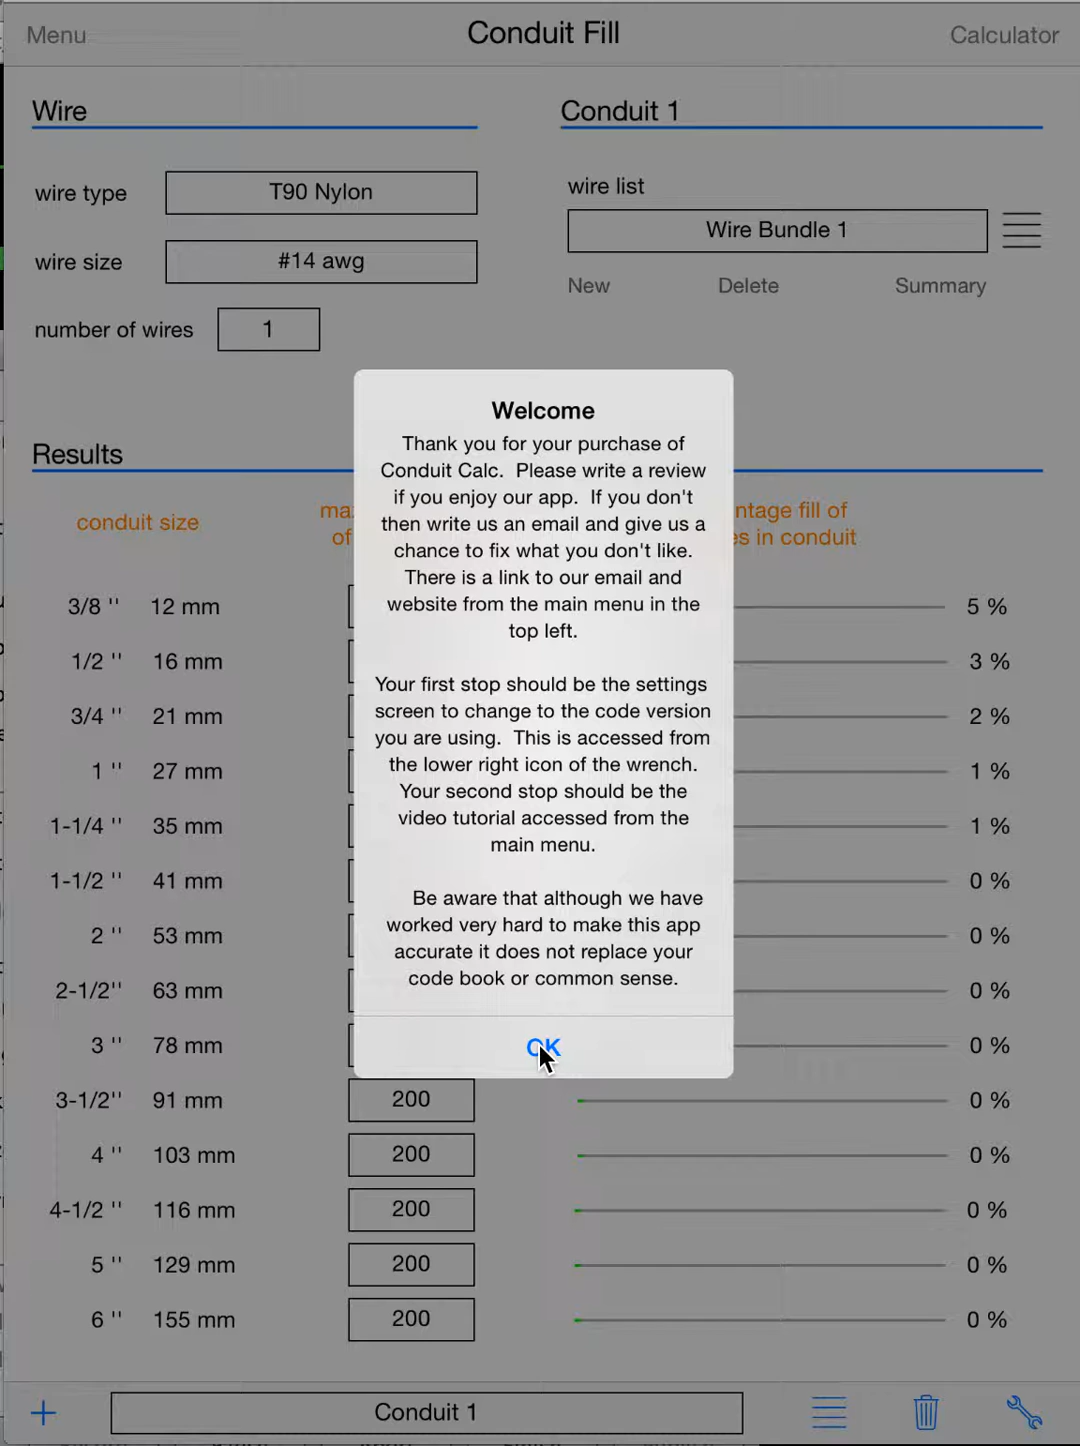 Menu
Conduit Fill
Calculator
Wire
Conduit 1
wire type
T90 Nylon
wire list
Wire Bundle 1
wire size
#14 awg
New
Delete
Summary
number of wires
1
Welcome
Thank you for your purchase of
Conduit Calc. Please write a review
if you enjoy our app. If you don't
then write us an email and give us a
chance to fix what you don't like.
There is a link to our email and
website from the main menu in the
top left.
Your first stop should be the settings
screen to change to the code version
you are using. This is accessed from
the lower right icon of the wrench.
Your second stop should be the
video tutorial accessed from the
main menu.
Be aware that although we have
worked very hard to make this app
accurate it does not replace your
code book or common sense.
OK
Results
conduit size
of
fill of
in conduit
3/8 '' 12 mm 5 %
1/2 '' 16 mm 3 %
3/4 '' 21 mm 2 %
1 '' 27 mm 1 %
1-1/4 '' 35 mm 1 %
1-1/2 '' 41 mm 0 %
2 '' 53 mm 0 %
2-1/2'' 63 mm 0 %
3 '' 78 mm 0 %
3-1/2'' 91 mm 200 0 %
4 '' 103 mm 200 0 %
4-1/2 '' 116 mm 200 0 %
5 '' 129 mm 200 0 %
6 '' 155 mm 200 0 %
+
Conduit 1